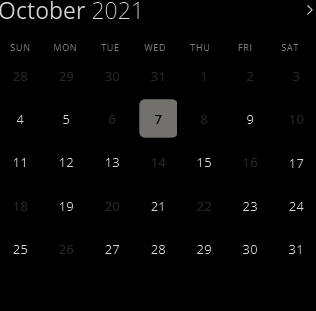 October 2021
SUN MON TUE WED THU FRI SAT
28 29 30 31 1 2 3
4 5 6 7 8 9 10
11 12 13 14 15 16 17
18 19 20 21 22 23 24
25 26 27 28 29 30 31